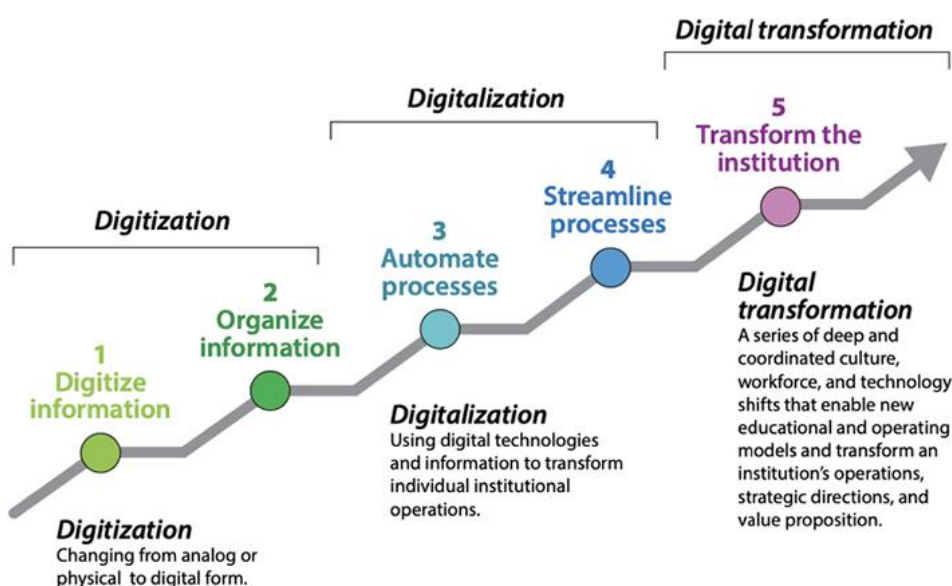 Digital transformation
Digitalization
Digitization
1
Digitize
information
2
Organize
information
3
Automate
processes
4
Streamline
processes
5
Transform the
institution
Digitization
Changing from analog or
physical to digital form.
Digitalization
Using digital technologies
and information to transform
individual institutional
operations.
Digital
transformation
A series of deep and
coordinated culture,
workforce, and technology
shifts that enable new
educational and operating
models and transform an
institution's operations,
strategic directions, and
value proposition.